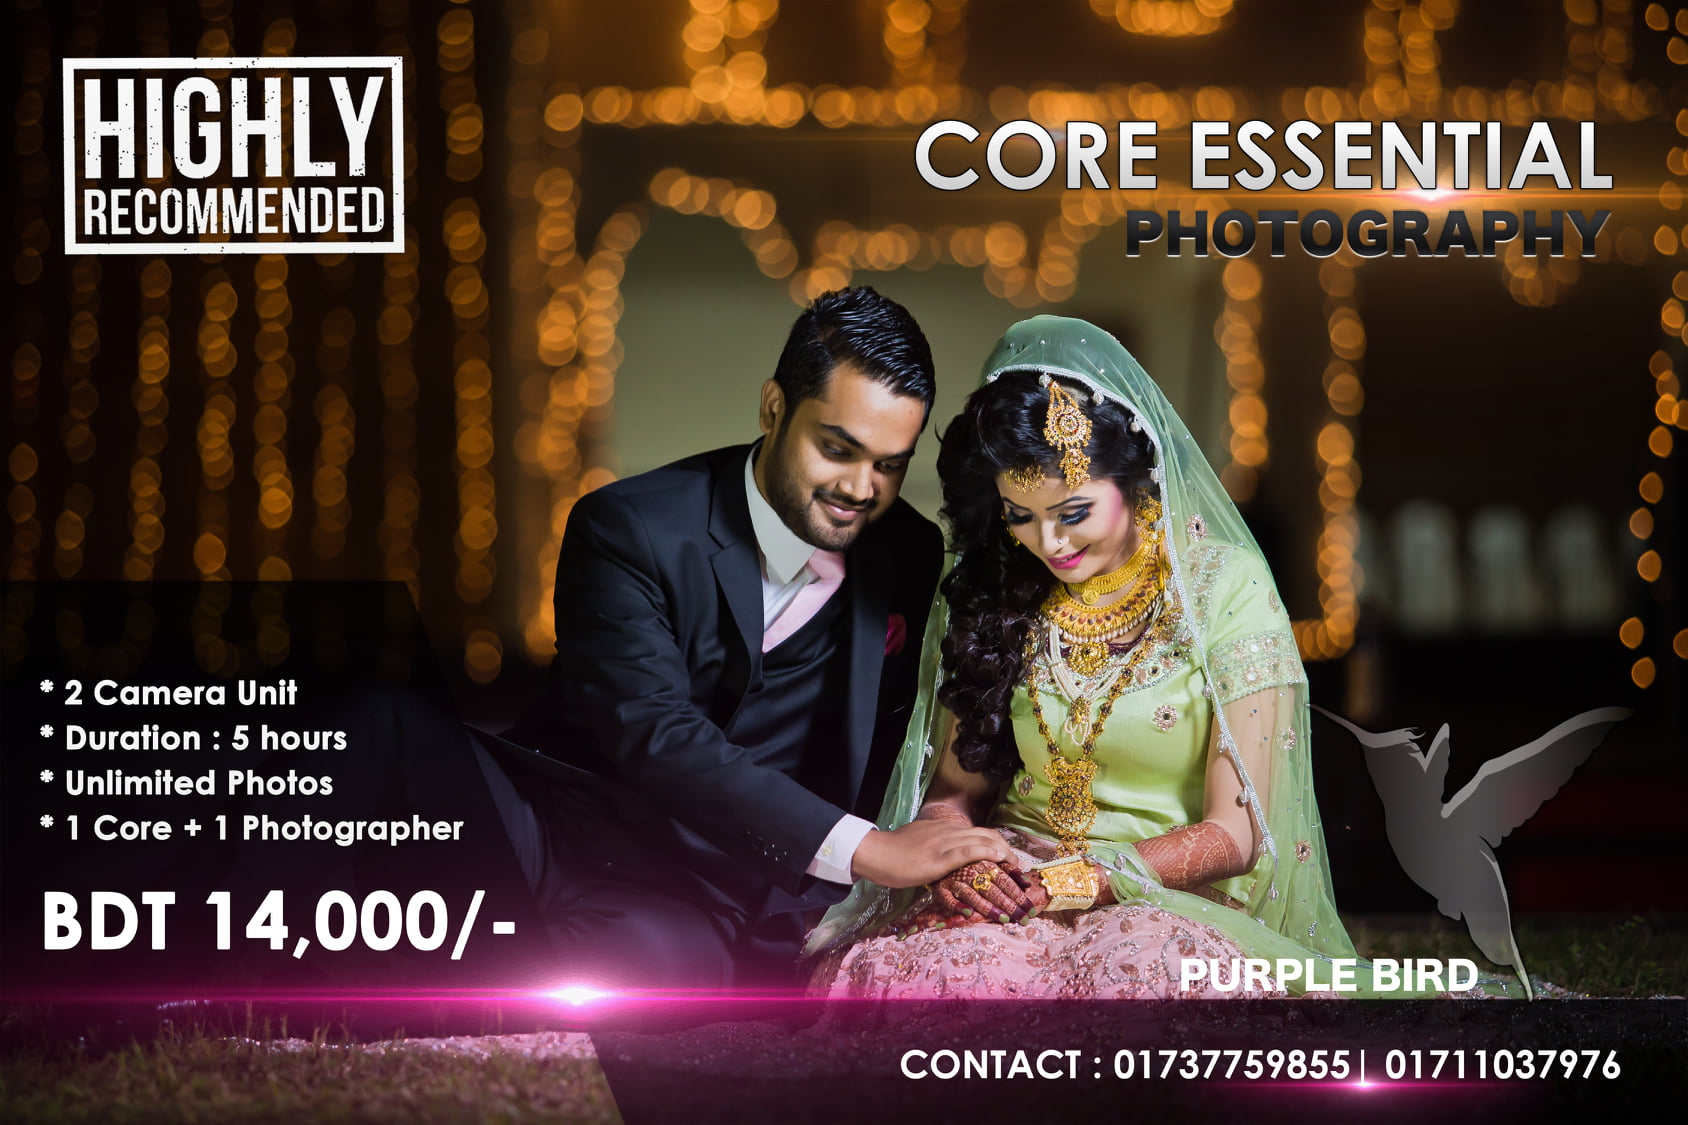 HIGHLY
RECOMMENDED
CORE ESSENTIAL
PHOTOGRAPHY
* 2 Camera Unit
* Duration : 5 hours
* Unlimited Photos
* 1 Core + 1 Photographer
BDT 14,000/-
PURPLE BIRD
CONTACT : 01737759855| 01711037976